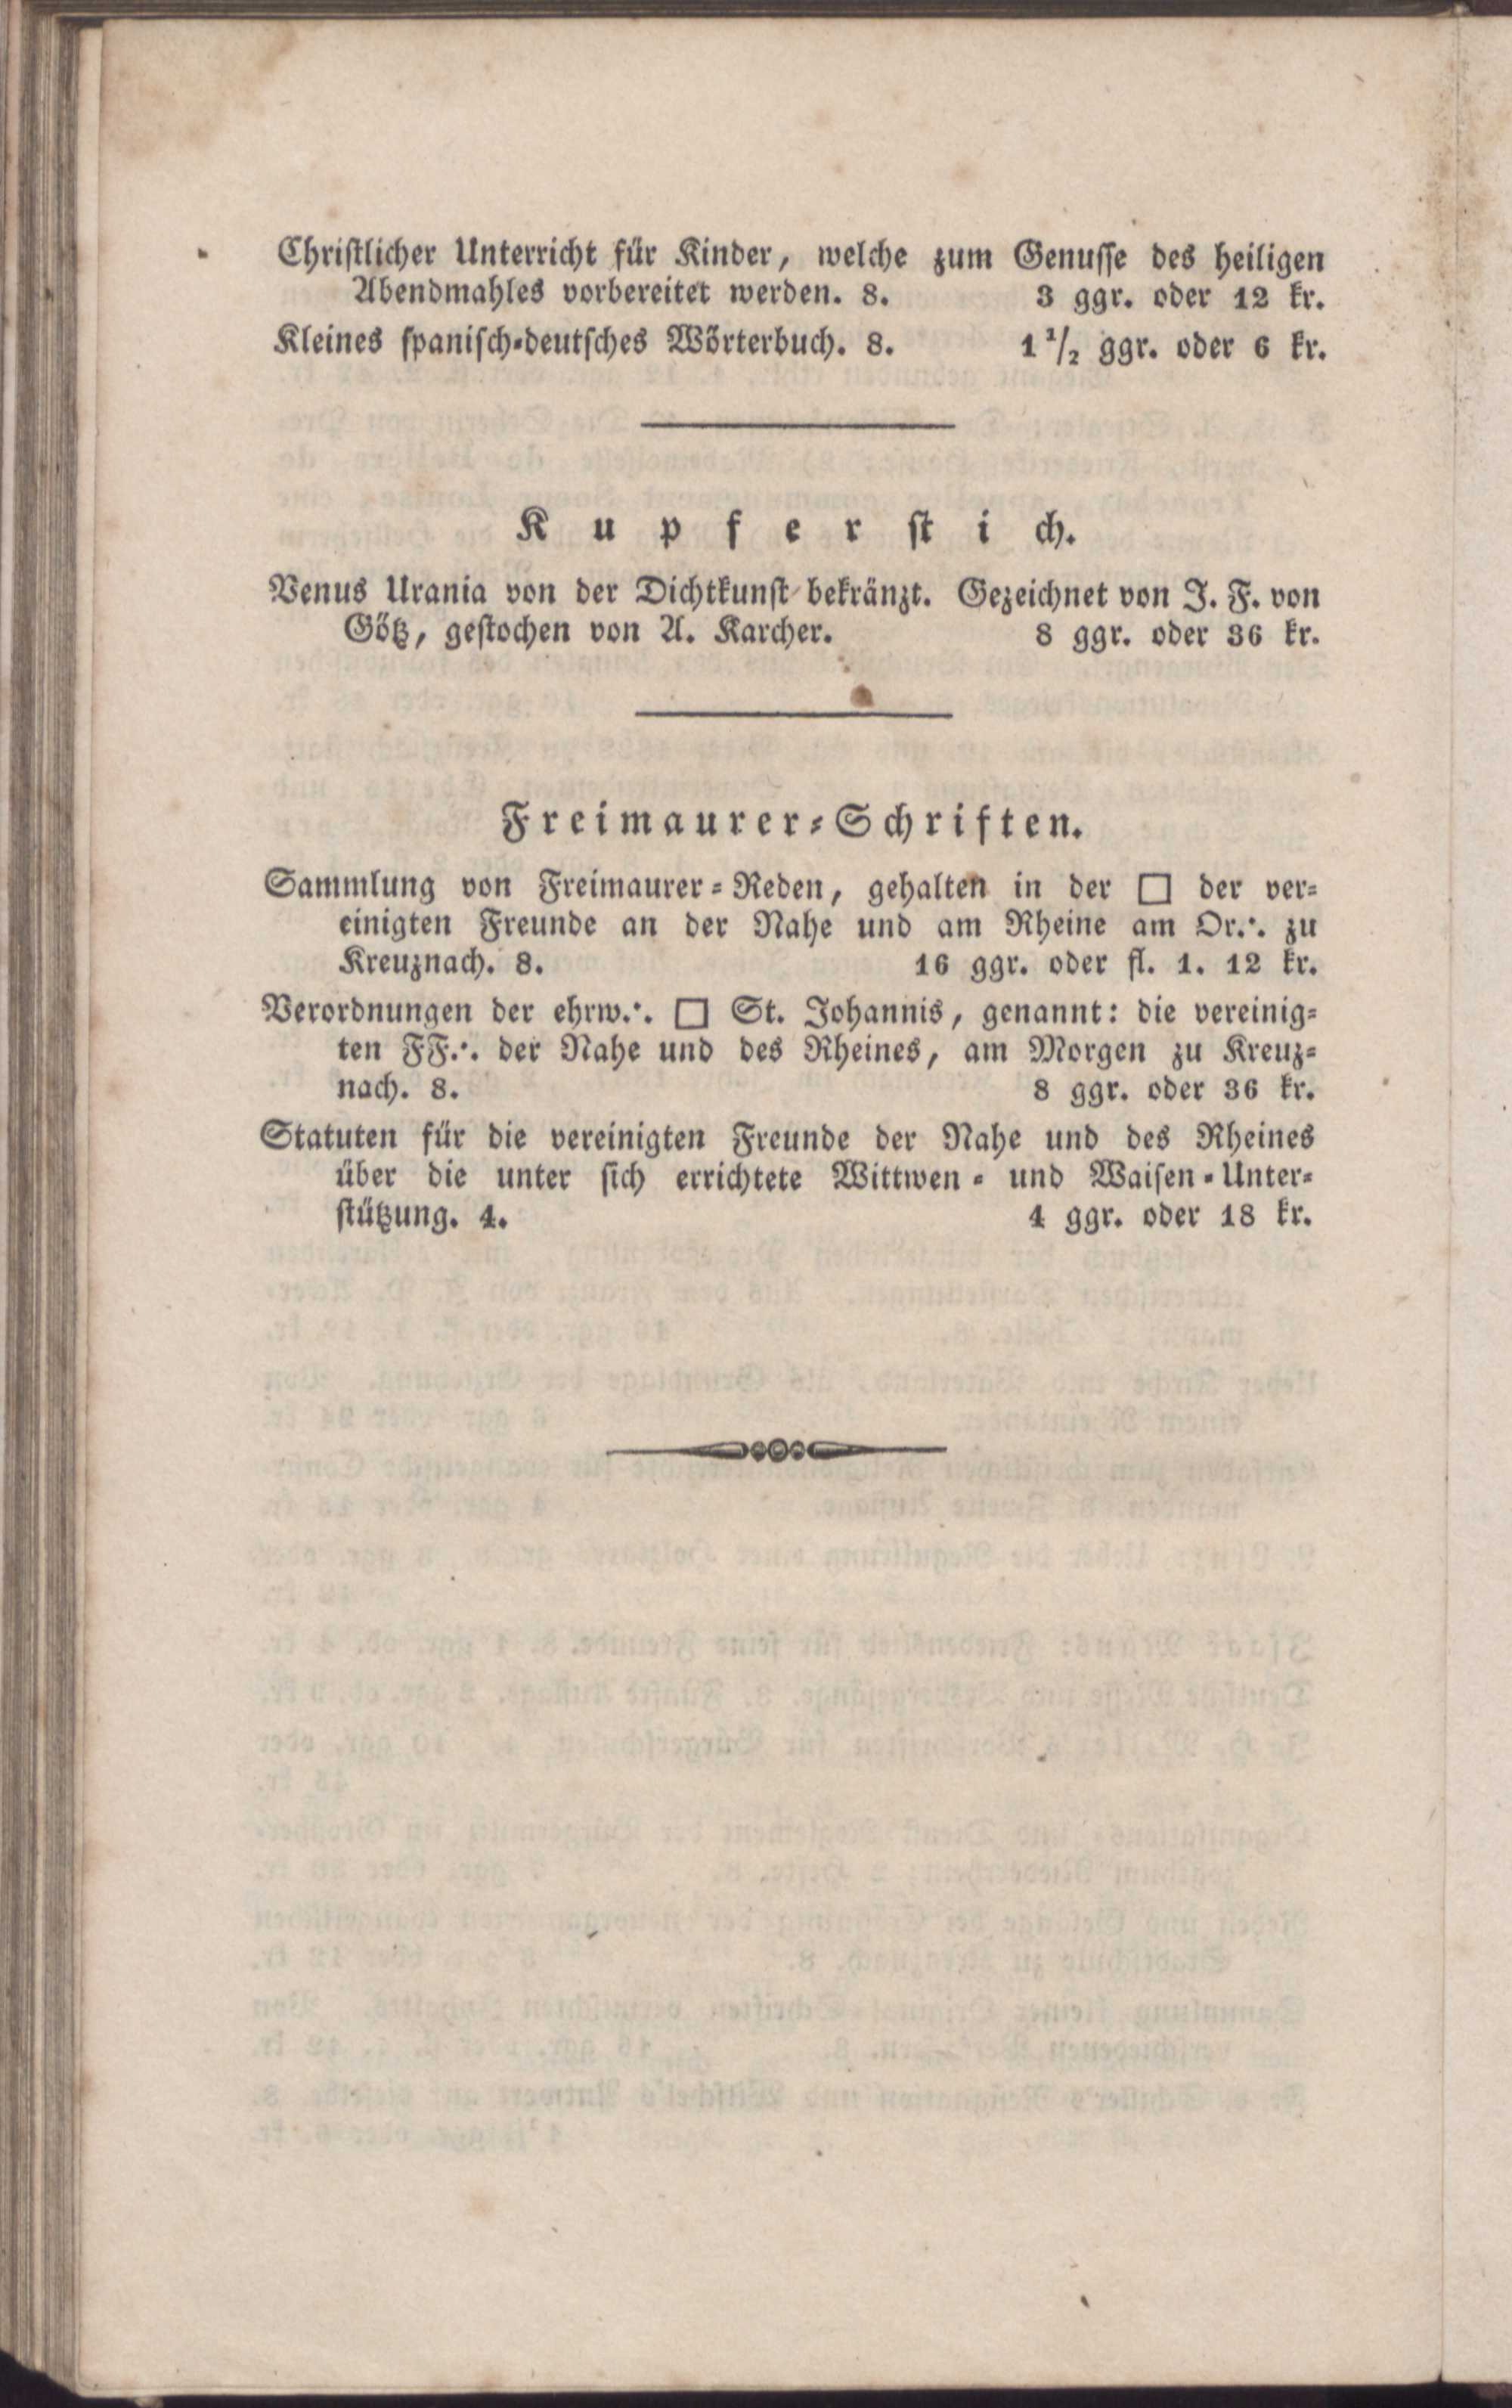 Christlicher Unterricht für Kinder, welche zum Genusse des heiligen
Abendmahles vorbereitet werden. 8. 3 ggr. oder 12 kr.
Kleines spanisch-deutsches Wörterbuch. 8. 1 1/2 ggr. oder 6 kr.
Kupferstich.
Venus Urania von der Dichtkunst bekränzt. Gezeichnet von J. F. von
Götz, gestochen von A. Karcher. 8 ggr. oder 36 kr.
Freimaurer-Schriften.
Sammlung von Freimaurer-Reden, gehalten in der □ der ver-
einigten Freunde an der Nahe und am Rheine am Or.·. zu
Kreuznach. 8. 16 ggr. oder fl. 1. 12 kr.
Verordnungen der ehrw.·. □ St. Johannis, genannt: die vereinig-
ten FF.·. der Nahe und des Rheines, am Morgen zu Kreuz-
nach. 8. 8 ggr. oder 36 kr.
Statuten für die vereinigten Freunde der Nahe und des Rheines
über die unter sich errichtete Wittwen- und Waisen-Unter-
stützung. 4. 4 ggr. oder 18 kr.